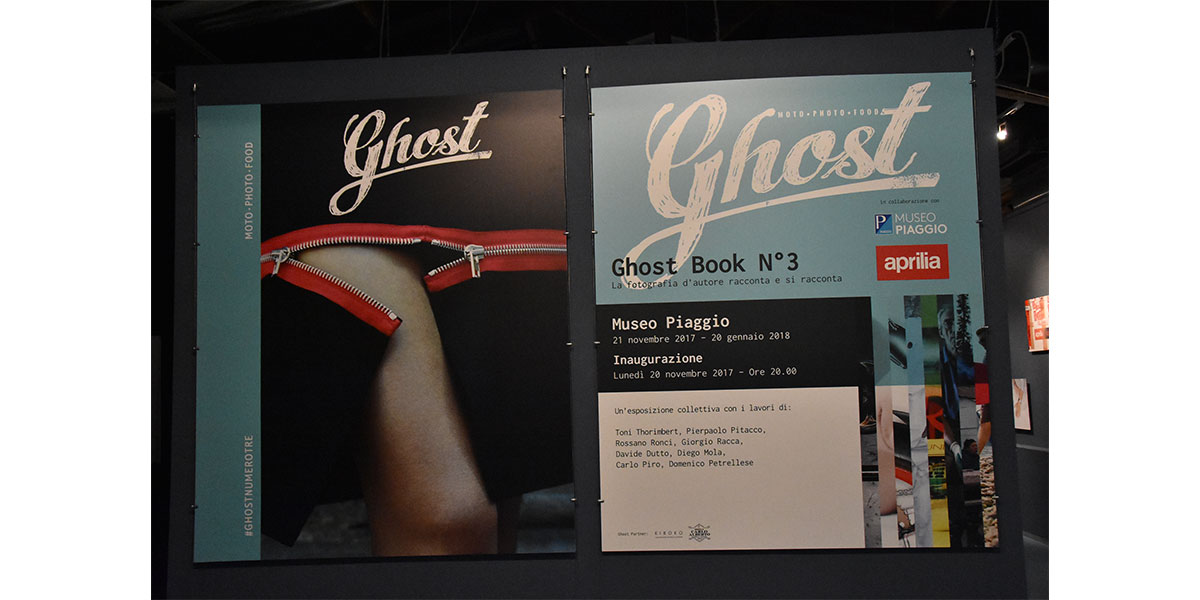 Ghost
MOTO•PHOTO•FOOD
#GHOSTNUMEROTRE
Ghost
MOTO•PHOTO•FOOD
in collaborazione con
P
MUSEO
PIAGGIO
aprilia
Ghost Book N°3
La fotografia d'autore racconta e si racconta
Museo Piaggio
21 novembre 2017 – 20 gennaio 2018
Inaugurazione
Lunedì 20 novembre 2017 – Ore 20.00
Un'esposizione collettiva con i lavori di:
Toni Thorimbert, Pierpaolo Pitacco,
Rossano Ronci, Giorgio Racca,
Davide Dutto, Diego Mola,
Carlo Piro, Domenico Petrellese
Ghost Partner:
CARLO
ALBERTO